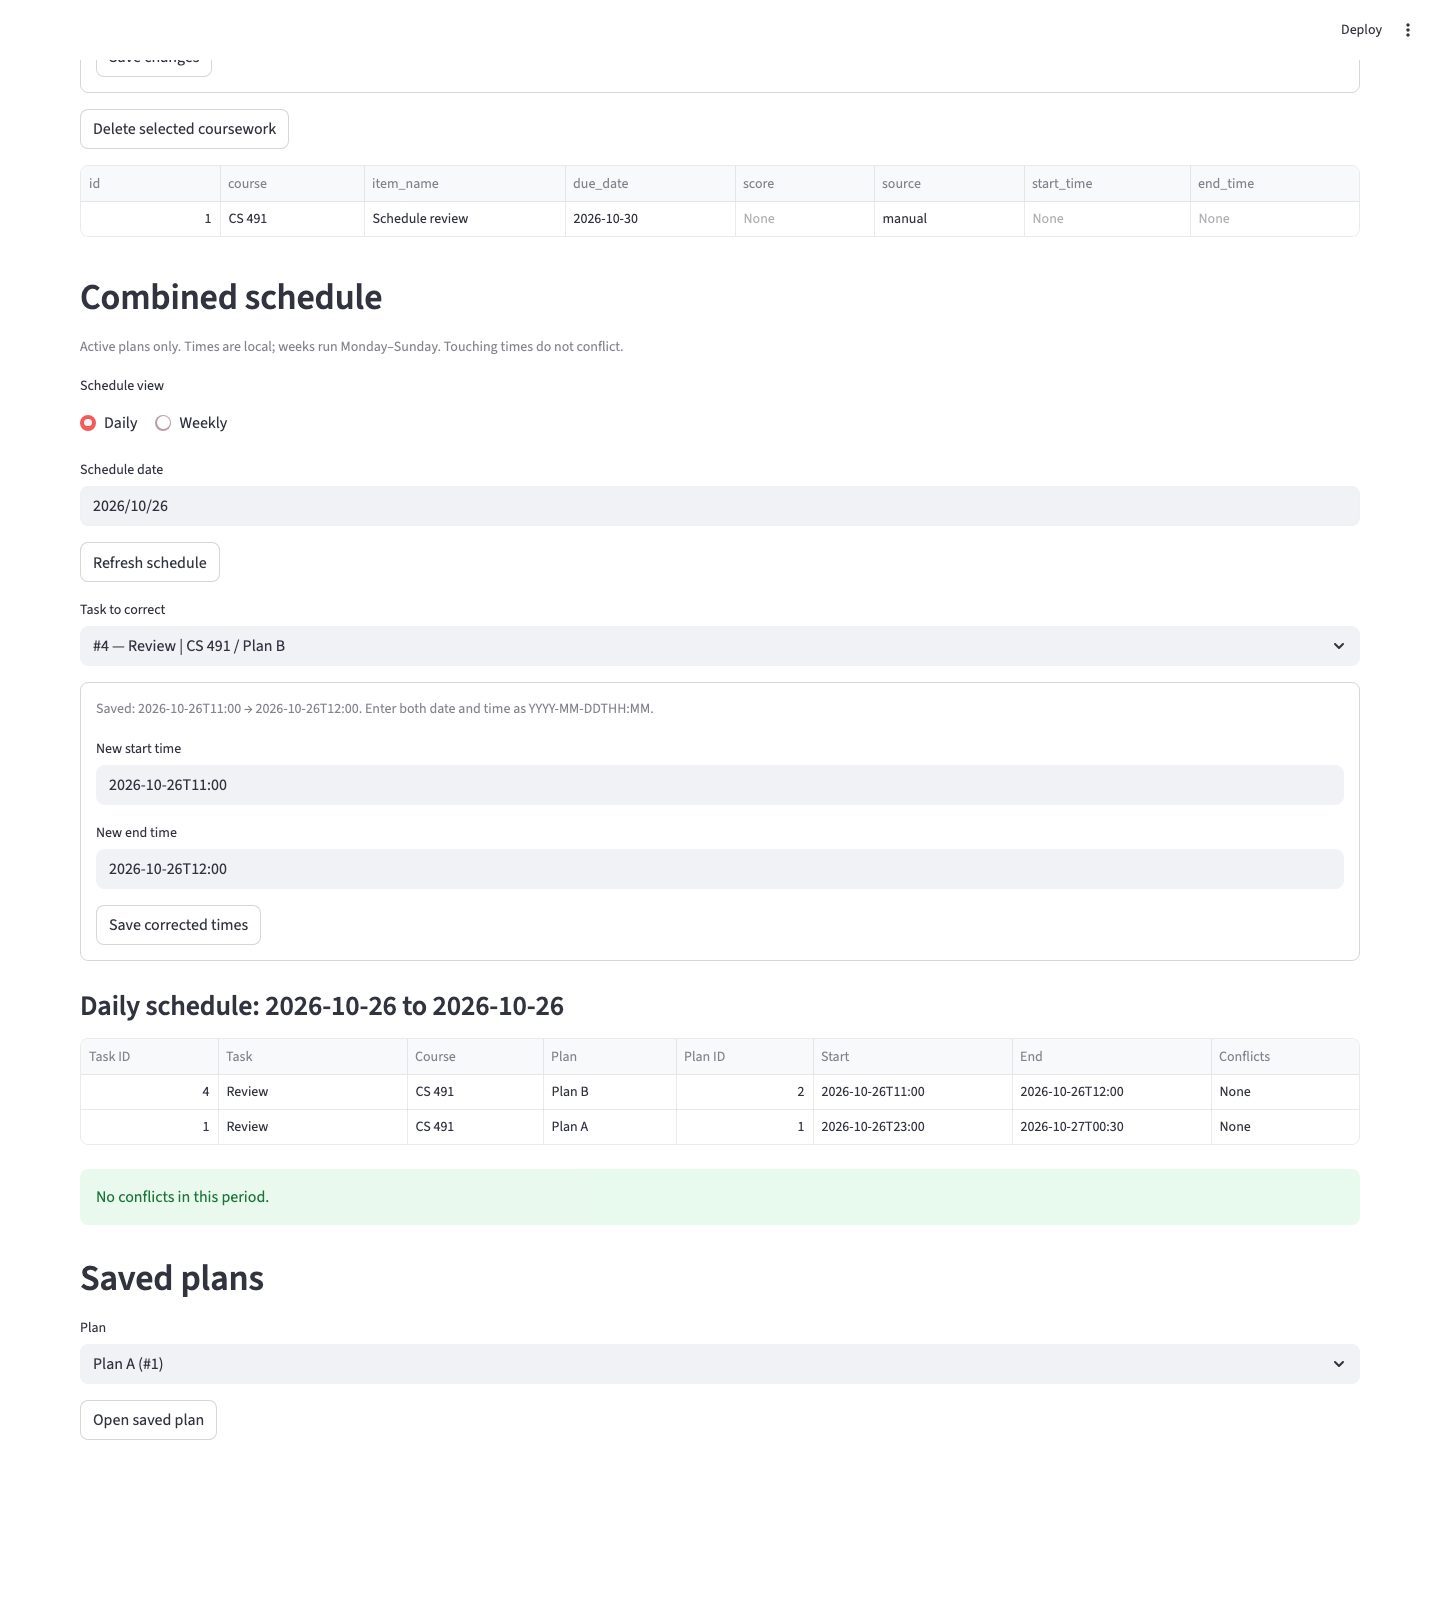 Deploy
Save changes
Delete selected coursework
id course item_name due_date score source start_time end_time
1 CS 491 Schedule review 2026-10-30 None manual None None
Combined schedule
Active plans only. Times are local; weeks run Monday–Sunday. Touching times do not conflict.
Schedule view
Daily Weekly
Schedule date
2026/10/26
Refresh schedule
Task to correct
#4 — Review | CS 491 / Plan B
Saved: 2026-10-26T11:00 → 2026-10-26T12:00. Enter both date and time as YYYY-MM-DDTHH:MM.
New start time
2026-10-26T11:00
New end time
2026-10-26T12:00
Save corrected times
Daily schedule: 2026-10-26 to 2026-10-26
Task ID Task Course Plan Plan ID Start End Conflicts
4 Review CS 491 Plan B 2 2026-10-26T11:00 2026-10-26T12:00 None
1 Review CS 491 Plan A 1 2026-10-26T23:00 2026-10-27T00:30 None
No conflicts in this period.
Saved plans
Plan
Plan A (#1)
Open saved plan